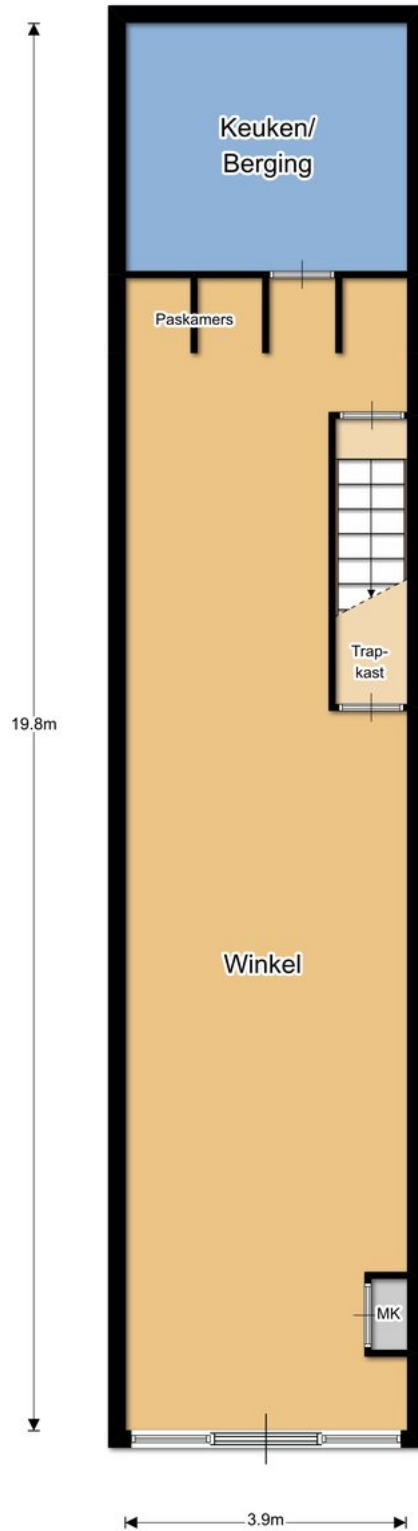 Keuken/
Berging
Paskamers
Trap-
kast
19.8m
Winkel
MK
3.9m